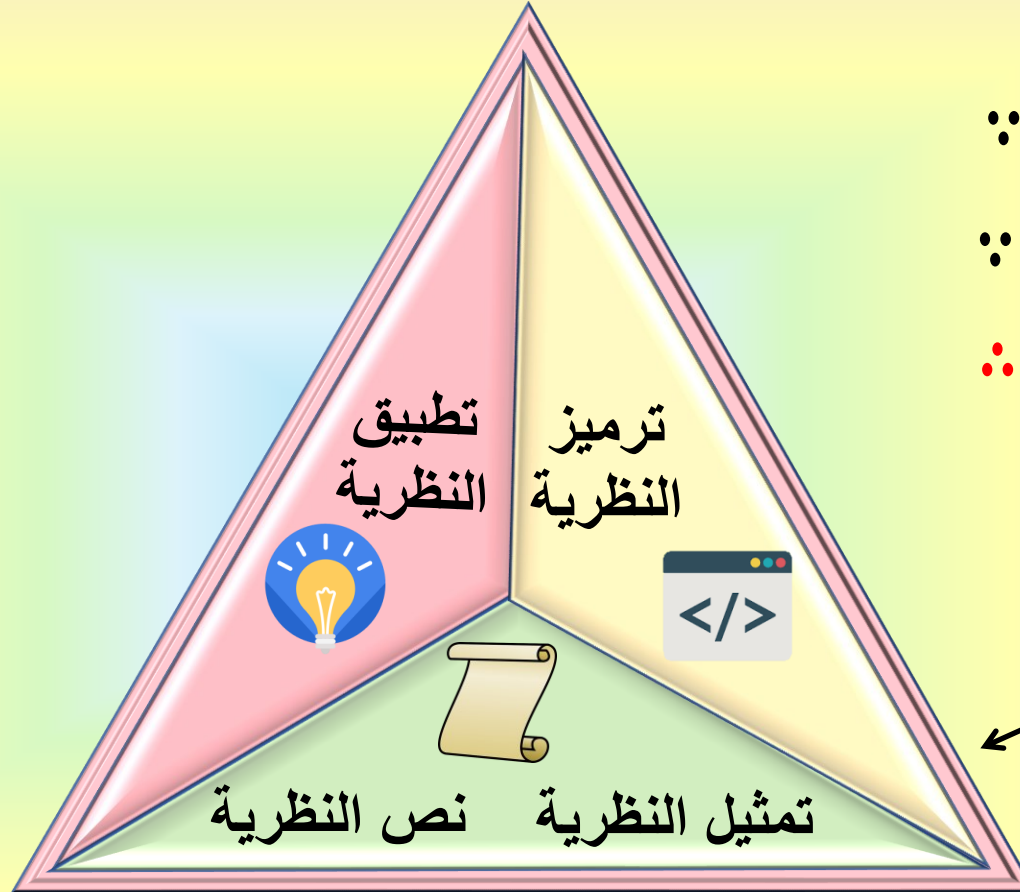 ترميز
النظرية
تطبيق
النظرية
</>
تمثيل النظرية
نص النظرية
∵
∵
∴